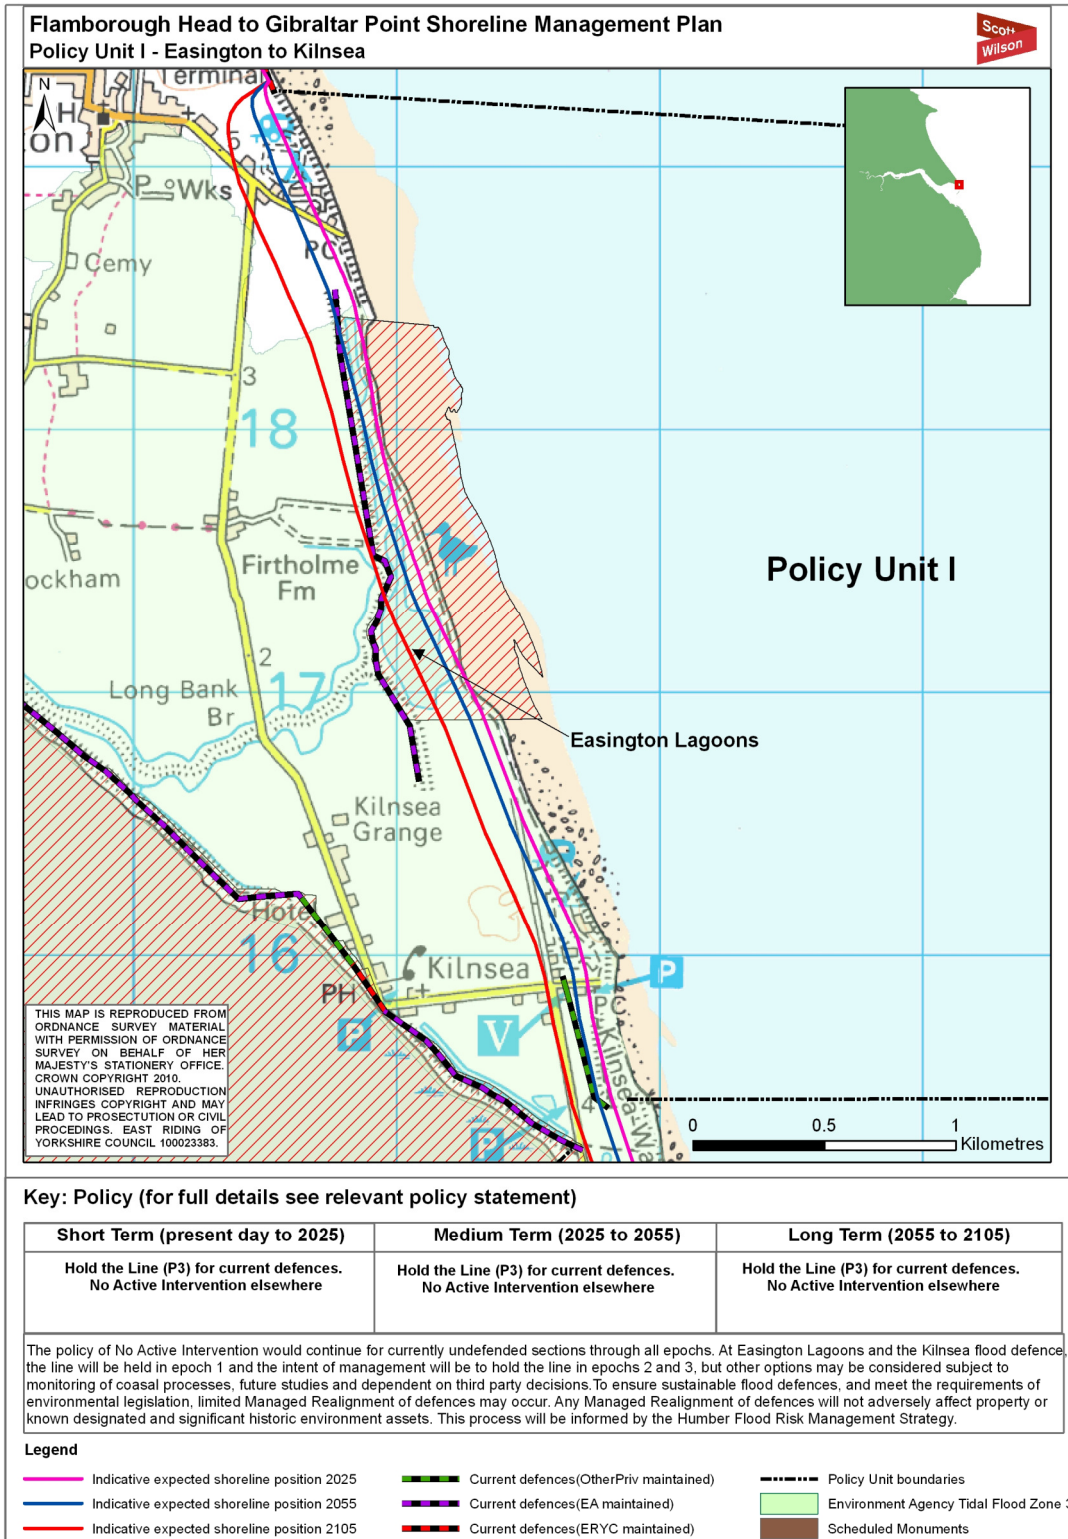 Flamborough Head to Gibraltar Point Shoreline Management Plan
Policy Unit I - Easington to Kilnsea
Scott
Wilson
Termina
N
H
on
5
P
Wks
PC
Cemy
3
18
Firtholme
Fm
ockham
Policy Unit I
2
17
Long Bank
Br
Easington Lagoons
Kilnsea
Grange
Hotel
16
Kilnsea
P
PH
PC
P
V
Kilnsea Wa
4
P
THIS MAP IS REPRODUCED FROM
ORDNANCE SURVEY MATERIAL
WITH PERMISSION OF ORDNANCE
SURVEY ON BEHALF OF HER
MAJESTY'S STATIONERY OFFICE.
CROWN COPYRIGHT 2010.
UNAUTHORISED REPRODUCTION
INFRINGES COPYRIGHT AND MAY
LEAD TO PROSECTUTION OR CIVIL
PROCEDINGS. EAST RIDING OF
YORKSHIRE COUNCIL 100023383.
0 0.5 1
Kilometres
Key: Policy (for full details see relevant policy statement)
Short Term (present day to 2025) Medium Term (2025 to 2055) Long Term (2055 to 2105)
Hold the Line (P3) for current defences. Hold the Line (P3) for current defences. Hold the Line (P3) for current defences.
No Active Intervention elsewhere No Active Intervention elsewhere No Active Intervention elsewhere
The policy of No Active Intervention would continue for currently undefended sections through all epochs. At Easington Lagoons and the Kilnsea flood defence,
the line will be held in epoch 1 and the intent of management will be to hold the line in epochs 2 and 3, but other options may be considered subject to
monitoring of coasal processes, future studies and dependent on third party decisions.To ensure sustainable flood defences, and meet the requirements of
environmental legislation, limited Managed Realignment of defences may occur. Any Managed Realignment of defences will not adversely affect property or
known designated and significant historic environment assets. This process will be informed by the Humber Flood Risk Management Strategy.
Legend
Indicative expected shoreline position 2025 Current defences(OtherPriv maintained) Policy Unit boundaries
Indicative expected shoreline position 2055 Current defences(EA maintained) Environment Agency Tidal Flood Zone 3
Indicative expected shoreline position 2105 Current defences(ERYC maintained) Scheduled Monuments